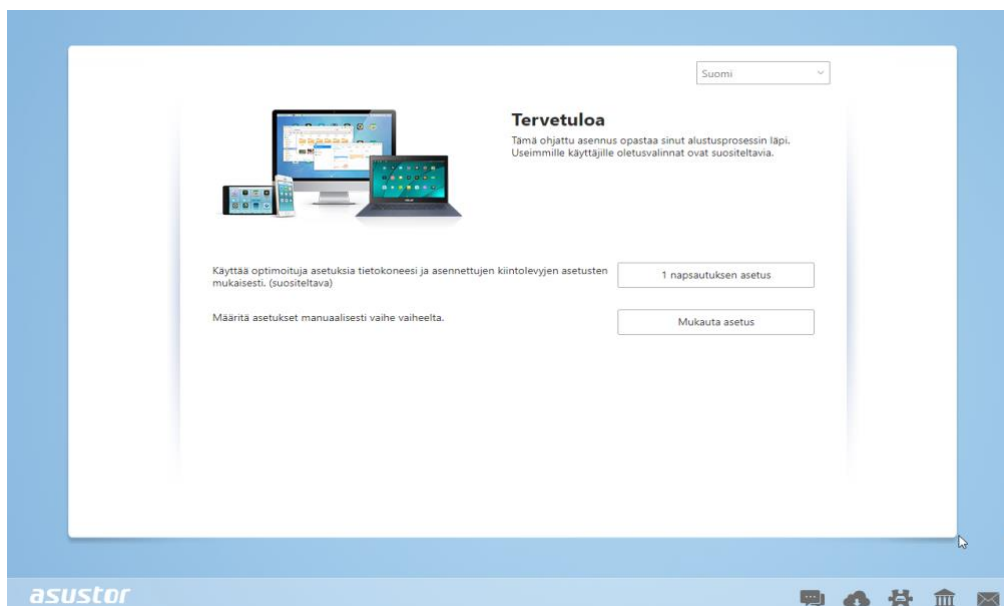 Suomi
Tervetuloa
Tämä ohjattu asennus opastaa sinut alustusprosessin läpi.
Useimmille käyttäjille oletusvalinnat ovat suositeltavia.
Käyttää optimoituja asetuksia tietokoneesi ja asennettujen kiintolevyjen asetusten
mukaisesti. (suositeltava)
1 napsautuksen asetus
Määritä asetukset manuaalisesti vaihe vaiheelta.
Mukauta asetus
asustor